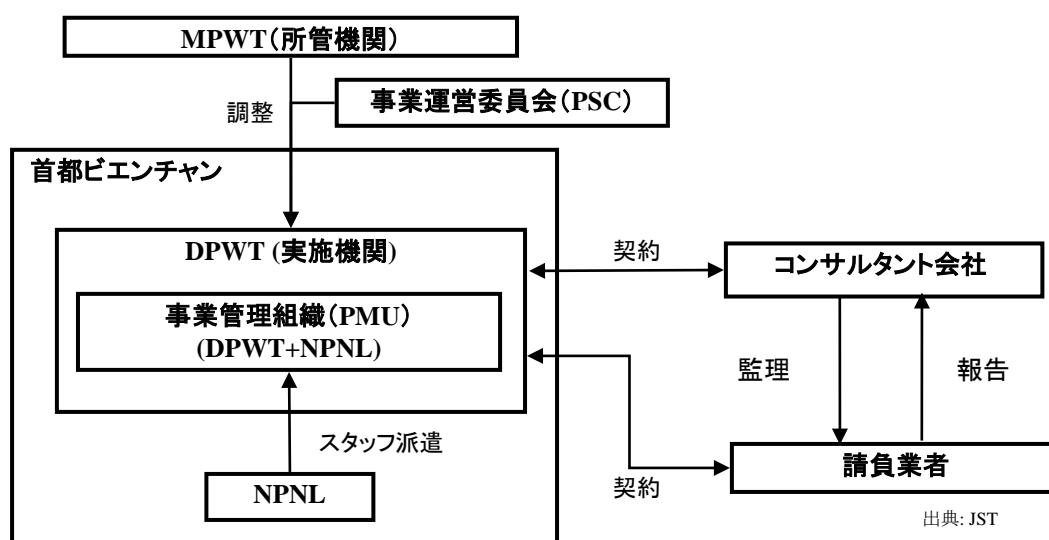 MPWT(所管機関)
調整
事業運営委員会(PSC)
首都ビエンチャン
DPWT (実施機関)
事業管理組織(PMU)
(DPWT+NPNL)
スタッフ派遣
NPNL
契約
コンサルタント会社
監理
報告
契約
請負業者
出典: JST